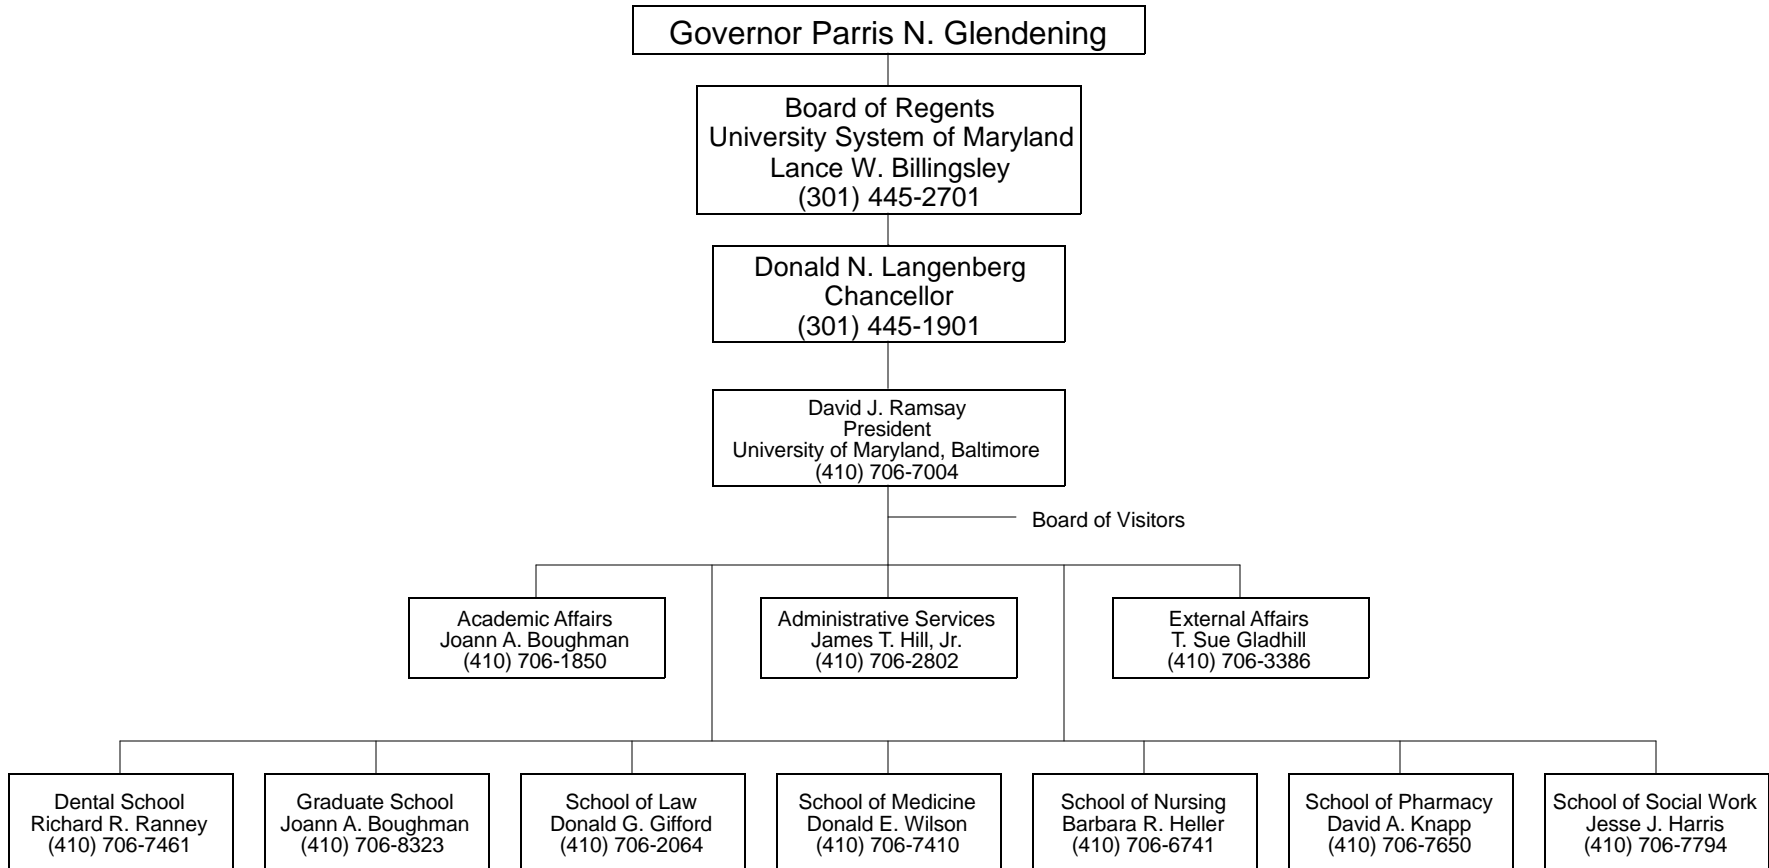 Governor Parris N. Glendening
Board of Regents
University System of Maryland
Lance W. Billingsley
(301) 445-2701
Donald N. Langenberg
Chancellor
(301) 445-1901
David J. Ramsay
President
University of Maryland, Baltimore
(410) 706-7004
Board of Visitors
Academic Affairs
Joann A. Boughman
(410) 706-1850
Administrative Services
James T. Hill, Jr.
(410) 706-2802
External Affairs
T. Sue Gladhill
(410) 706-3386
Dental School
Richard R. Ranney
(410) 706-7461
Graduate School
Joann A. Boughman
(410) 706-8323
School of Law
Donald G. Gifford
(410) 706-2064
School of Medicine
Donald E. Wilson
(410) 706-7410
School of Nursing
Barbara R. Heller
(410) 706-6741
School of Pharmacy
David A. Knapp
(410) 706-7650
School of Social Work
Jesse J. Harris
(410) 706-7794